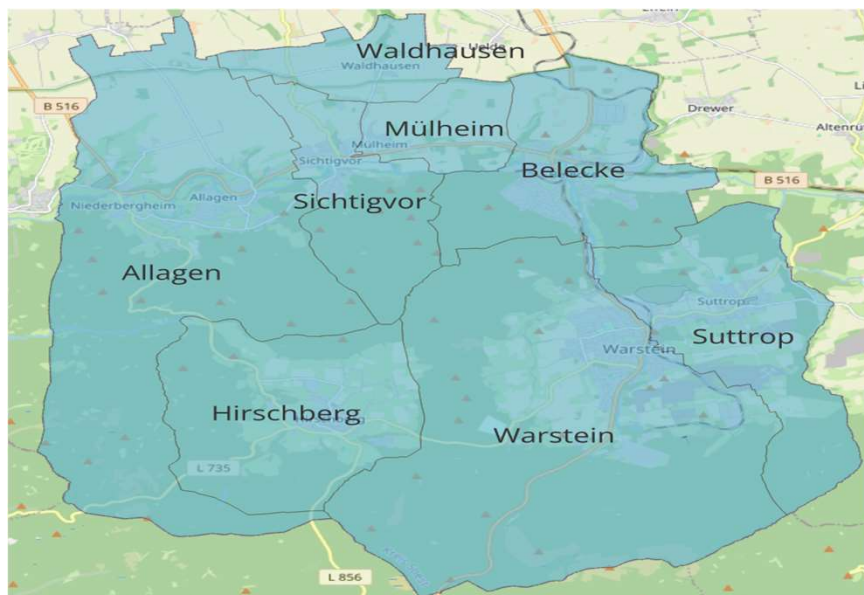 Waldhausen
Uelde
Waldhausen
B 516
Drewer
Mülheim
Mülheim
Sichtigvor
Belecke
B 516
Allagen
Niederbergheim
Sichtigvor
Allagen
Suttrop
Suttrop
Warstein
Hirschberg
Warstein
L 735
L 856